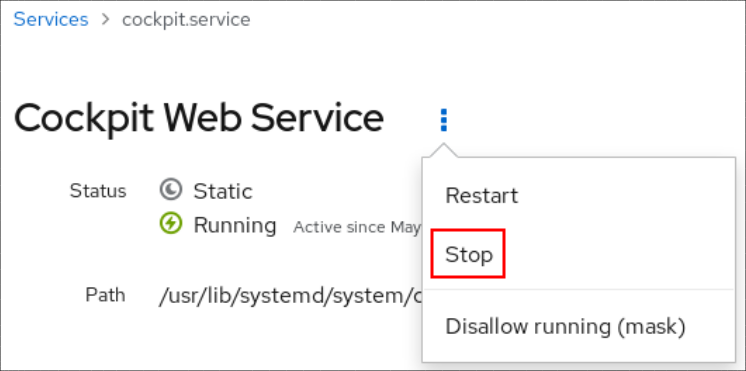 Services > cockpit.service
Cockpit Web Service
Status Static
Running Active since May
Path /usr/lib/systemd/system/c
Restart
Stop
Disallow running (mask)